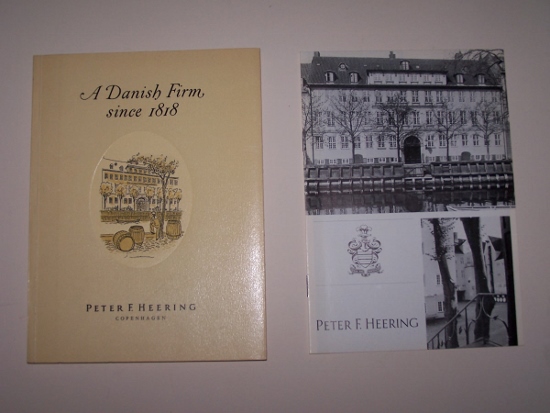 A Danish Firm
since 1818
PETER F. HEERING
COPENHAGEN
PETER F. HEERING